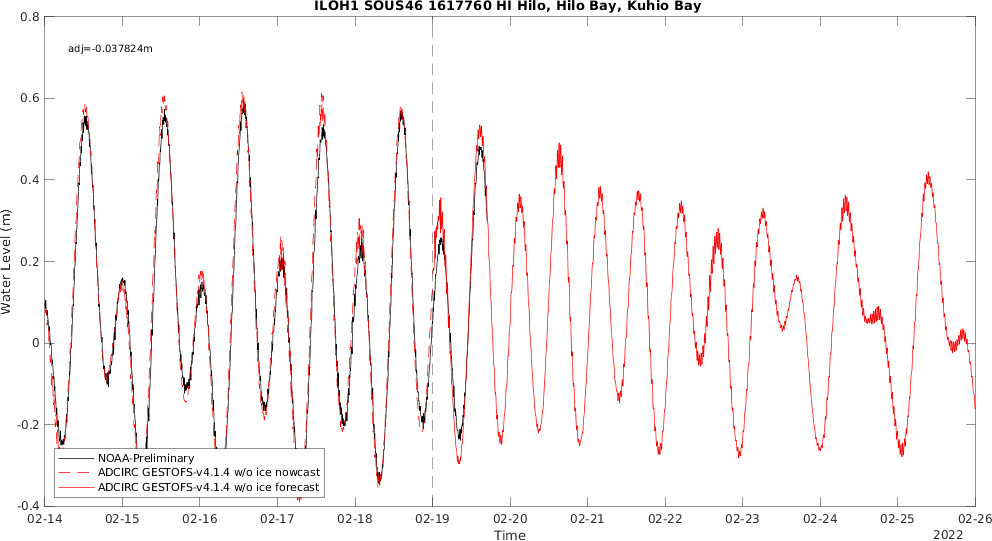 ILOH1 SOUS46 1617760 HI Hilo, Hilo Bay, Kuhio Bay
adj=-0.037824m
0.8
0.6
0.4
0.2
0
-0.2
-0.4
Water Level (m)
NOAA-Preliminary
ADCIRC GESTOFS-v4.1.4 w/o ice nowcast
ADCIRC GESTOFS-v4.1.4 w/o ice forecast
02-14 02-15 02-16 02-17 02-18 02-19 02-20 02-21 02-22 02-23 02-24 02-25 02-26
Time
2022